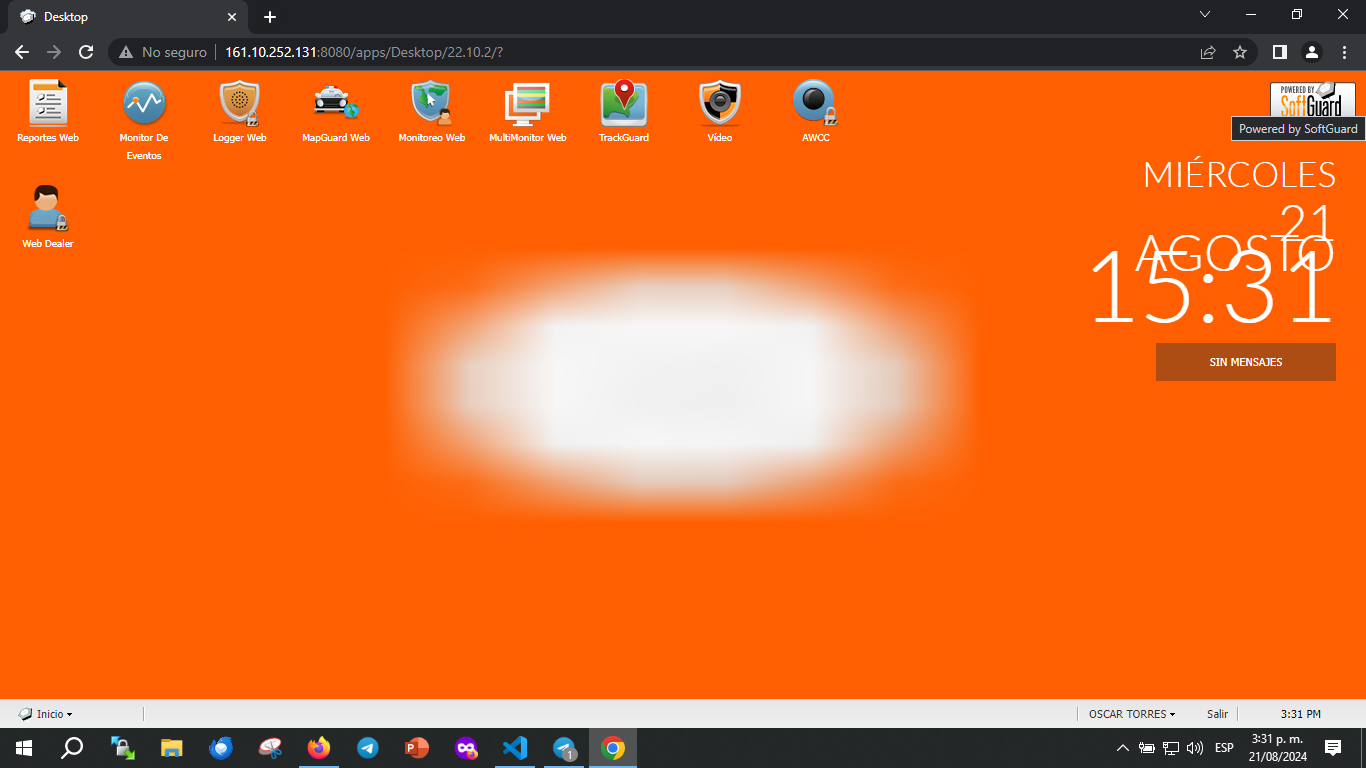 Desktop
No seguro
161.10.252.131:8080/apps/Desktop/22.10.2/?
Reportes Web
Monitor De
Eventos
Logger Web
MapGuard Web
Monitoreo Web
MultiMonitor Web
TrackGuard
Vídeo
AWCC
Web Dealer
POWERED BY
SoftGuard
Powered by SoftGuard
MIÉRCOLES
21
AGOSTO
15:31
SIN MENSAJES
Inicio
OSCAR TORRES
Salir
3:31 PM
1
ESP
3:31 p. m.
21/08/2024